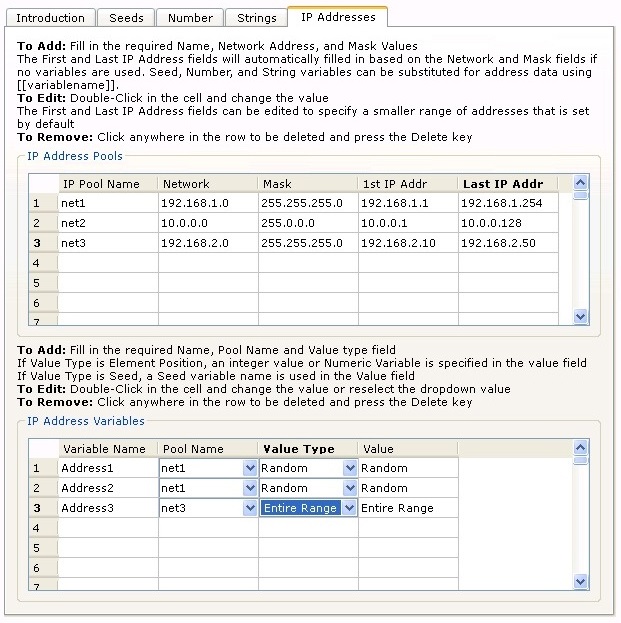 Introduction Seeds Number Strings IP Addresses
To Add: Fill in the required Name, Network Address, and Mask Values
The First and Last IP Address fields will automatically filled in based on the Network and Mask fields if
no variables are used. Seed, Number, and String variables can be substituted for address data using
[[variablename]].
To Edit: Double-Click in the cell and change the value
The First and Last IP Address fields can be edited to specify a smaller range of addresses that is set
by default
To Remove: Click anywhere in the row to be deleted and press the Delete key
IP Address Pools
IP Pool Name Network Mask 1st IP Addr Last IP Addr
1 net1 192.168.1.0 255.255.255.0 192.168.1.1 192.168.1.254
2 net2 10.0.0.0 255.0.0.0 10.0.0.1 10.0.0.128
3 net3 192.168.2.0 255.255.255.0 192.168.2.10 192.168.2.50
4
5
6
7
To Add: Fill in the required Name, Pool Name and Value type field
If Value Type is Element Position, an integer value or Numeric Variable is specified in the value field
If Value Type is Seed, a Seed variable name is used in the Value field
To Edit: Double-Click in the cell and change the value or reselect the dropdown value
To Remove: Click anywhere in the row to be deleted and press the Delete key
IP Address Variables
Variable Name Pool Name Value Type Value
1 Address1 net1 Random Random
2 Address2 net1 Random Random
3 Address3 net3 Entire Range Entire Range
4
5
6
7